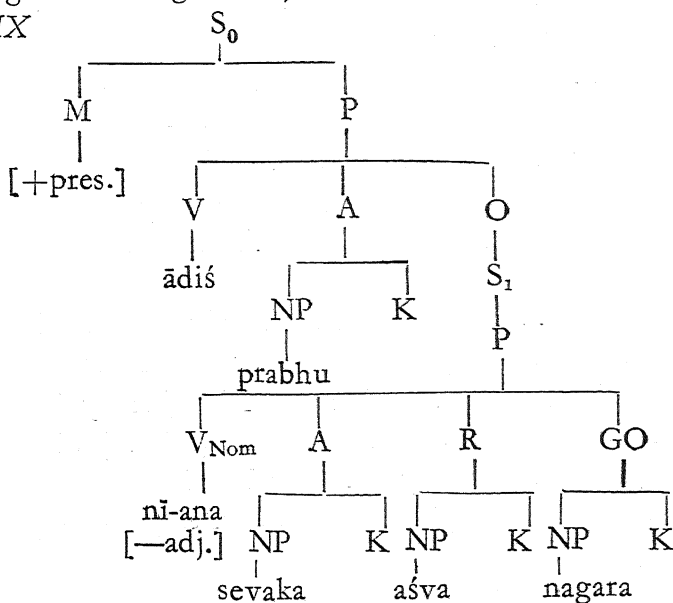 IX S₀
M P
[+pres.]
V A O
ādiś S₁
NP K
P
prabhu
V_Nom A R GO
nī-ana
[—adj.] NP K NP K NP K
sevaka aśva nagara